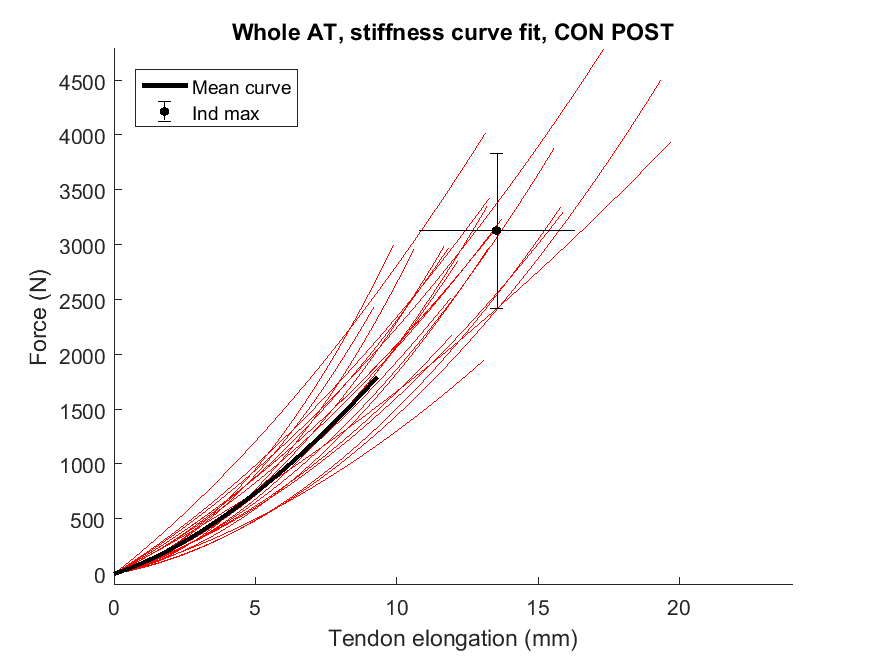 Whole AT, stiffness curve fit, CON POST
Mean curve
Ind max
4500
4000
3500
3000
2500
2000
1500
1000
500
0
Force (N)
0 5 10 15 20
Tendon elongation (mm)